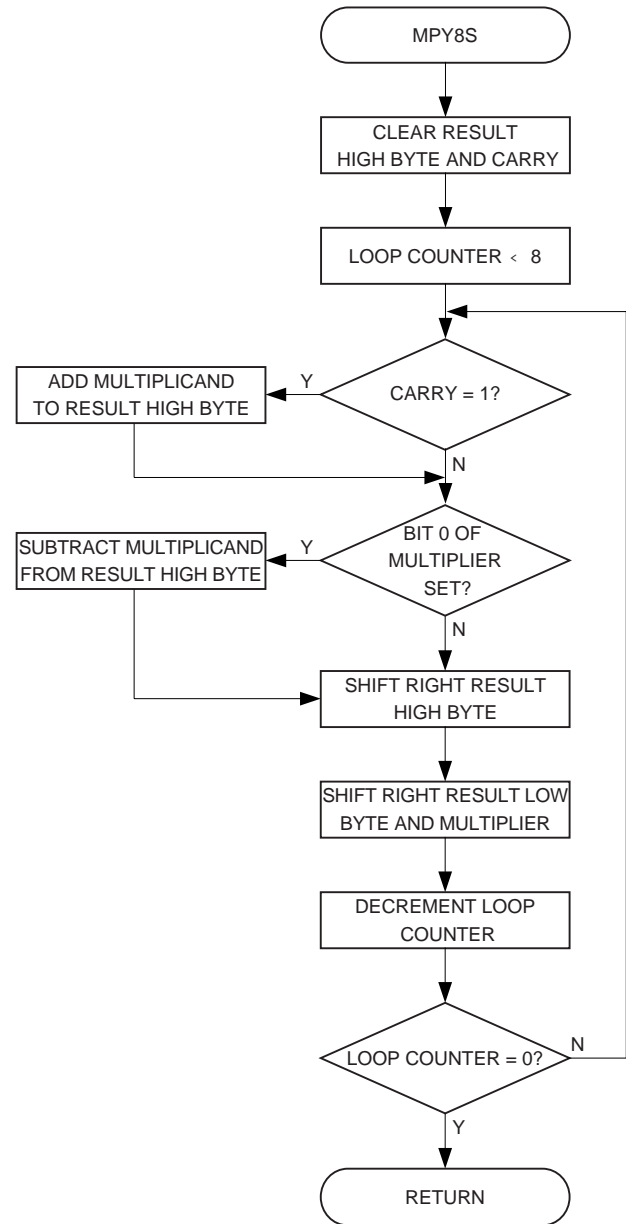 MPY8S
CLEAR RESULT
HIGH BYTE AND CARRY
LOOP COUNTER < 8
CARRY = 1?
Y
ADD MULTIPLICAND
TO RESULT HIGH BYTE
N
BIT 0 OF
MULTIPLIER
SET?
Y
SUBTRACT MULTIPLICAND
FROM RESULT HIGH BYTE
N
SHIFT RIGHT RESULT
HIGH BYTE
SHIFT RIGHT RESULT LOW
BYTE AND MULTIPLIER
DECREMENT LOOP
COUNTER
LOOP COUNTER = 0?
N
Y
RETURN